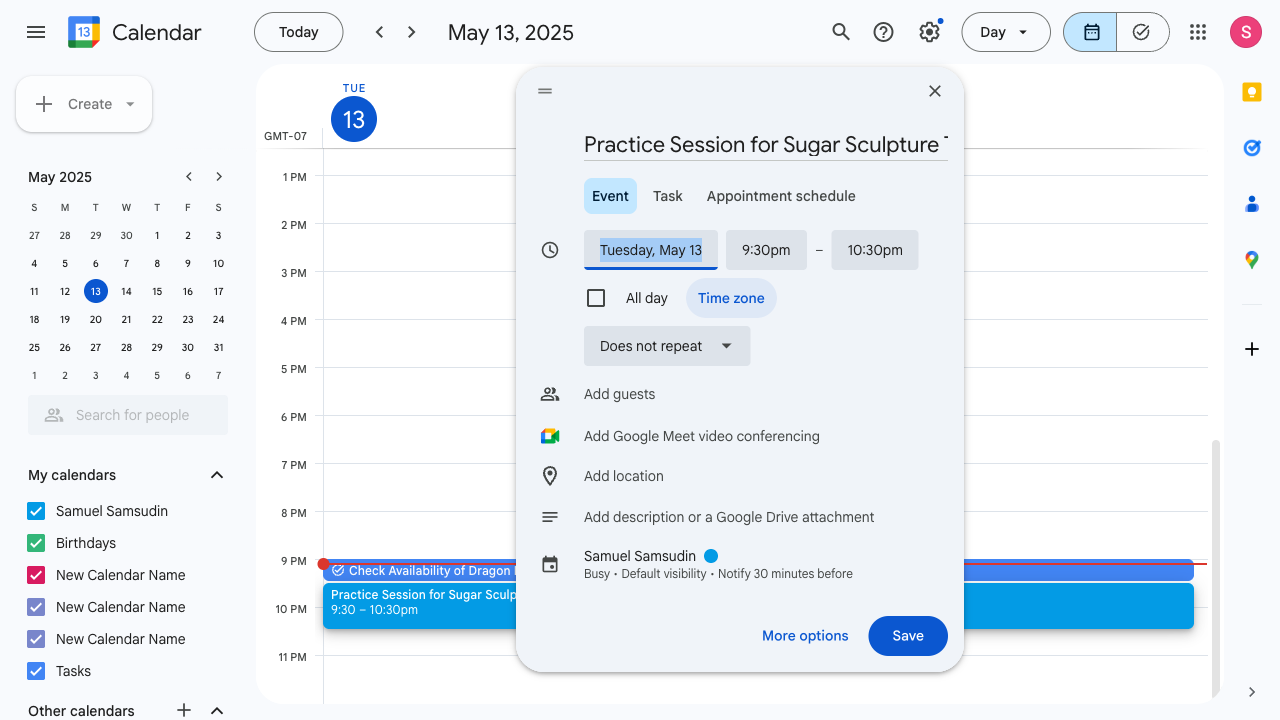 13
Calendar
Today
May 13, 2025
Day
S
Create
TUE
13
GMT-07
May 2025
S M T W T F S
27 28 29 30 1 2 3
4 5 6 7 8 9 10
11 12 13 14 15 16 17
18 19 20 21 22 23 24
25 26 27 28 29 30 31
1 2 3 4 5 6 7
Search for people
My calendars
Samuel Samsudin
Birthdays
New Calendar Name
New Calendar Name
New Calendar Name
Tasks
Other calendars
1 PM
2 PM
3 PM
4 PM
5 PM
6 PM
7 PM
8 PM
9 PM
10 PM
11 PM
Check Availability of Dragon
Practice Session for Sugar Sculp
9:30 – 10:30pm
Practice Session for Sugar Sculpture
Event Task Appointment schedule
Tuesday, May 13 9:30pm – 10:30pm
All day Time zone
Does not repeat
Add guests
Add Google Meet video conferencing
Add location
Add description or a Google Drive attachment
Samuel Samsudin
Busy • Default visibility • Notify 30 minutes before
More options Save